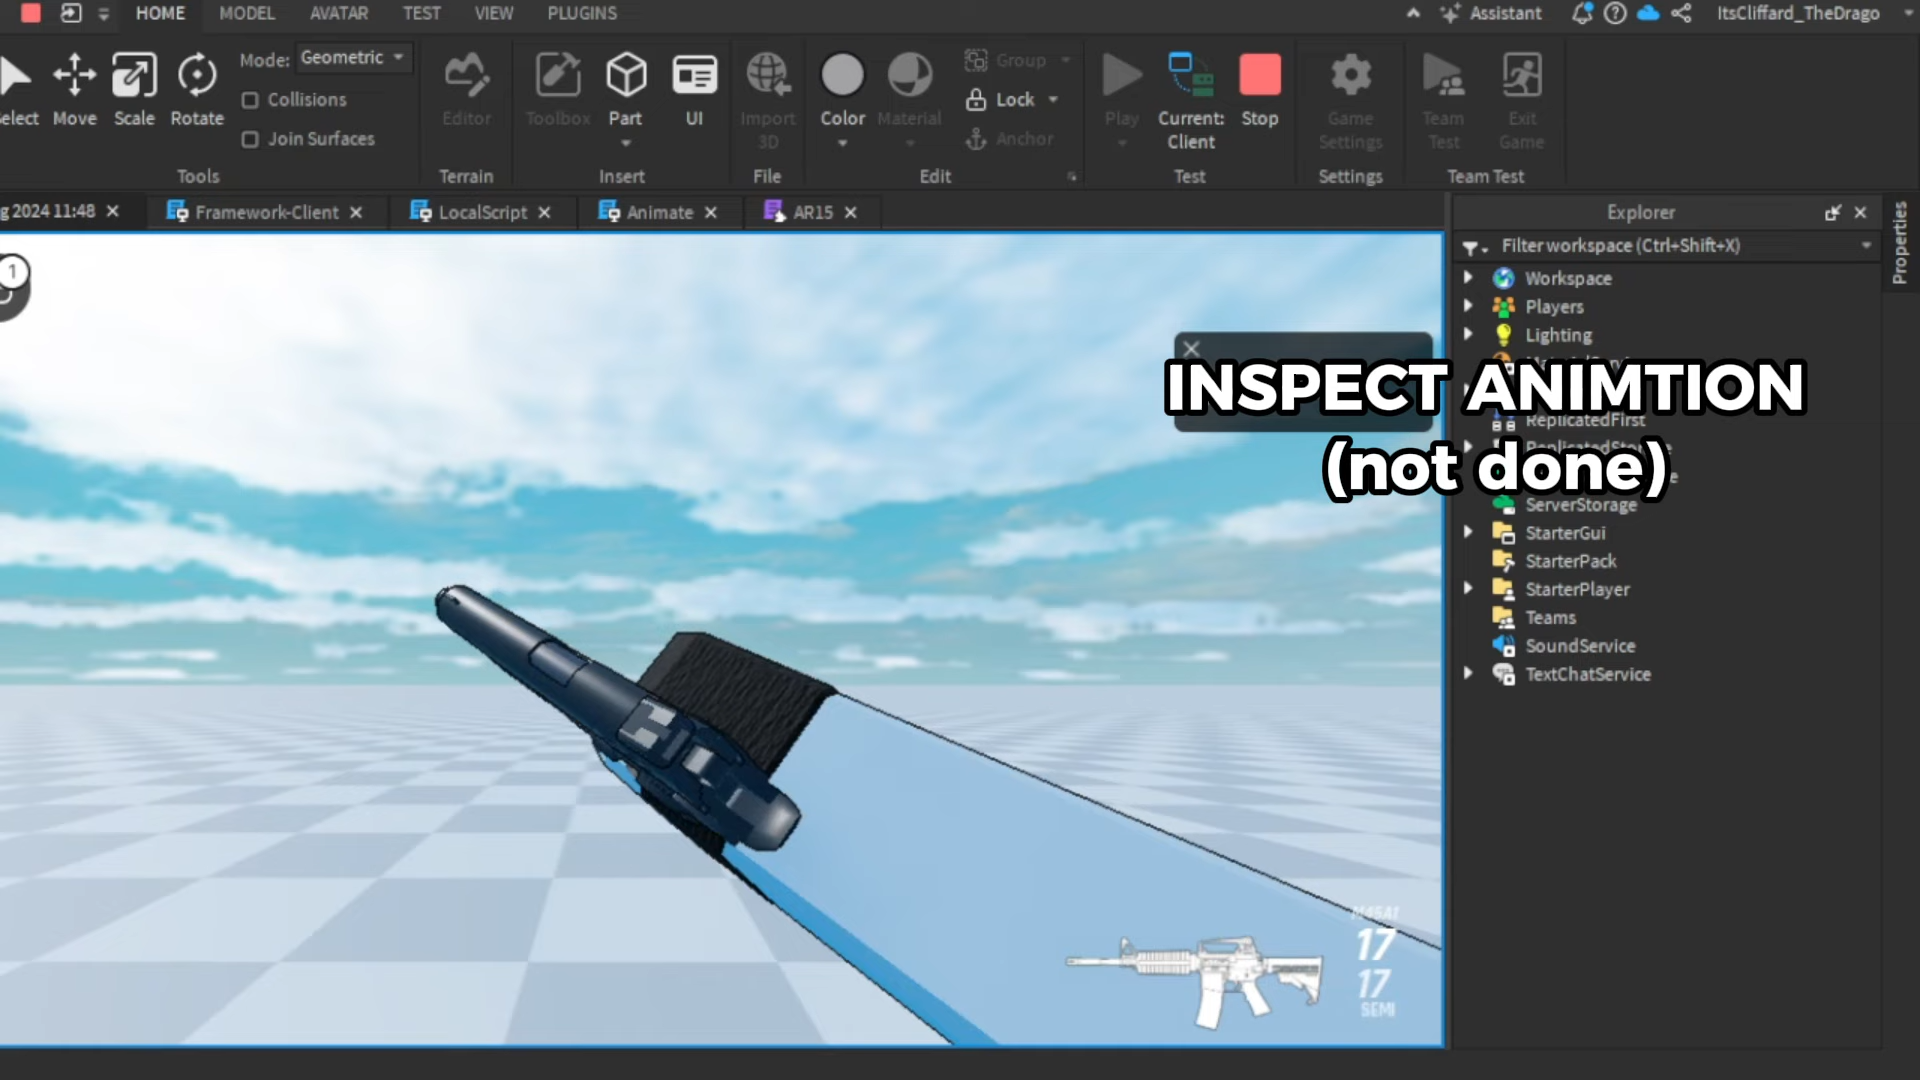 HOME MODEL AVATAR TEST VIEW PLUGINS Assistant ItsCliffard_TheDrago
Mode: Geometric
Collisions
Join Surfaces
Select Move Scale Rotate
Tools
Editor
Terrain
Toolbox Part UI
Insert
Import
3D
File
Color Material
Group
Lock
Anchor
Edit
Play Current:
Client Stop
Test
Game
Settings
Settings
Team
Test
Exit
Game
Team Test
g 2024 11:48 Framework-Client LocalScript Animate AR15
Explorer
Properties
Filter workspace (Ctrl+Shift+X)
1
Workspace
Players
Lighting
INSPECT ANIMTION
(not done)
ReplicatedFirst
ServerStorage
StarterGui
StarterPack
StarterPlayer
Teams
SoundService
TextChatService
M45A1
17
17
SEMI